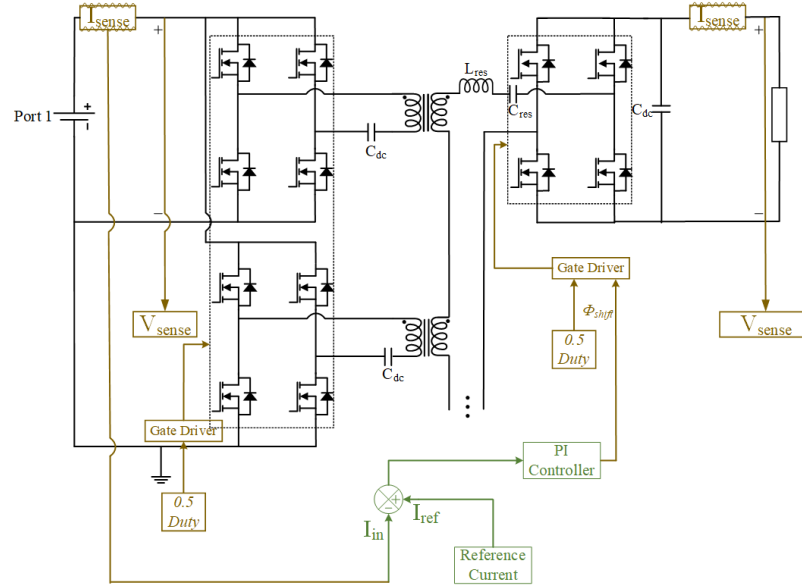 Isense
Isense
+
+
Lres
Port 1
+
-
Cres
Cdc
Cdc
−
−
Gate Driver
Φshift
Vsense
0.5
Duty
Vsense
Cdc
Gate Driver
PI
Controller
0.5
Duty
+
−
Iref
Iin
Reference
Current